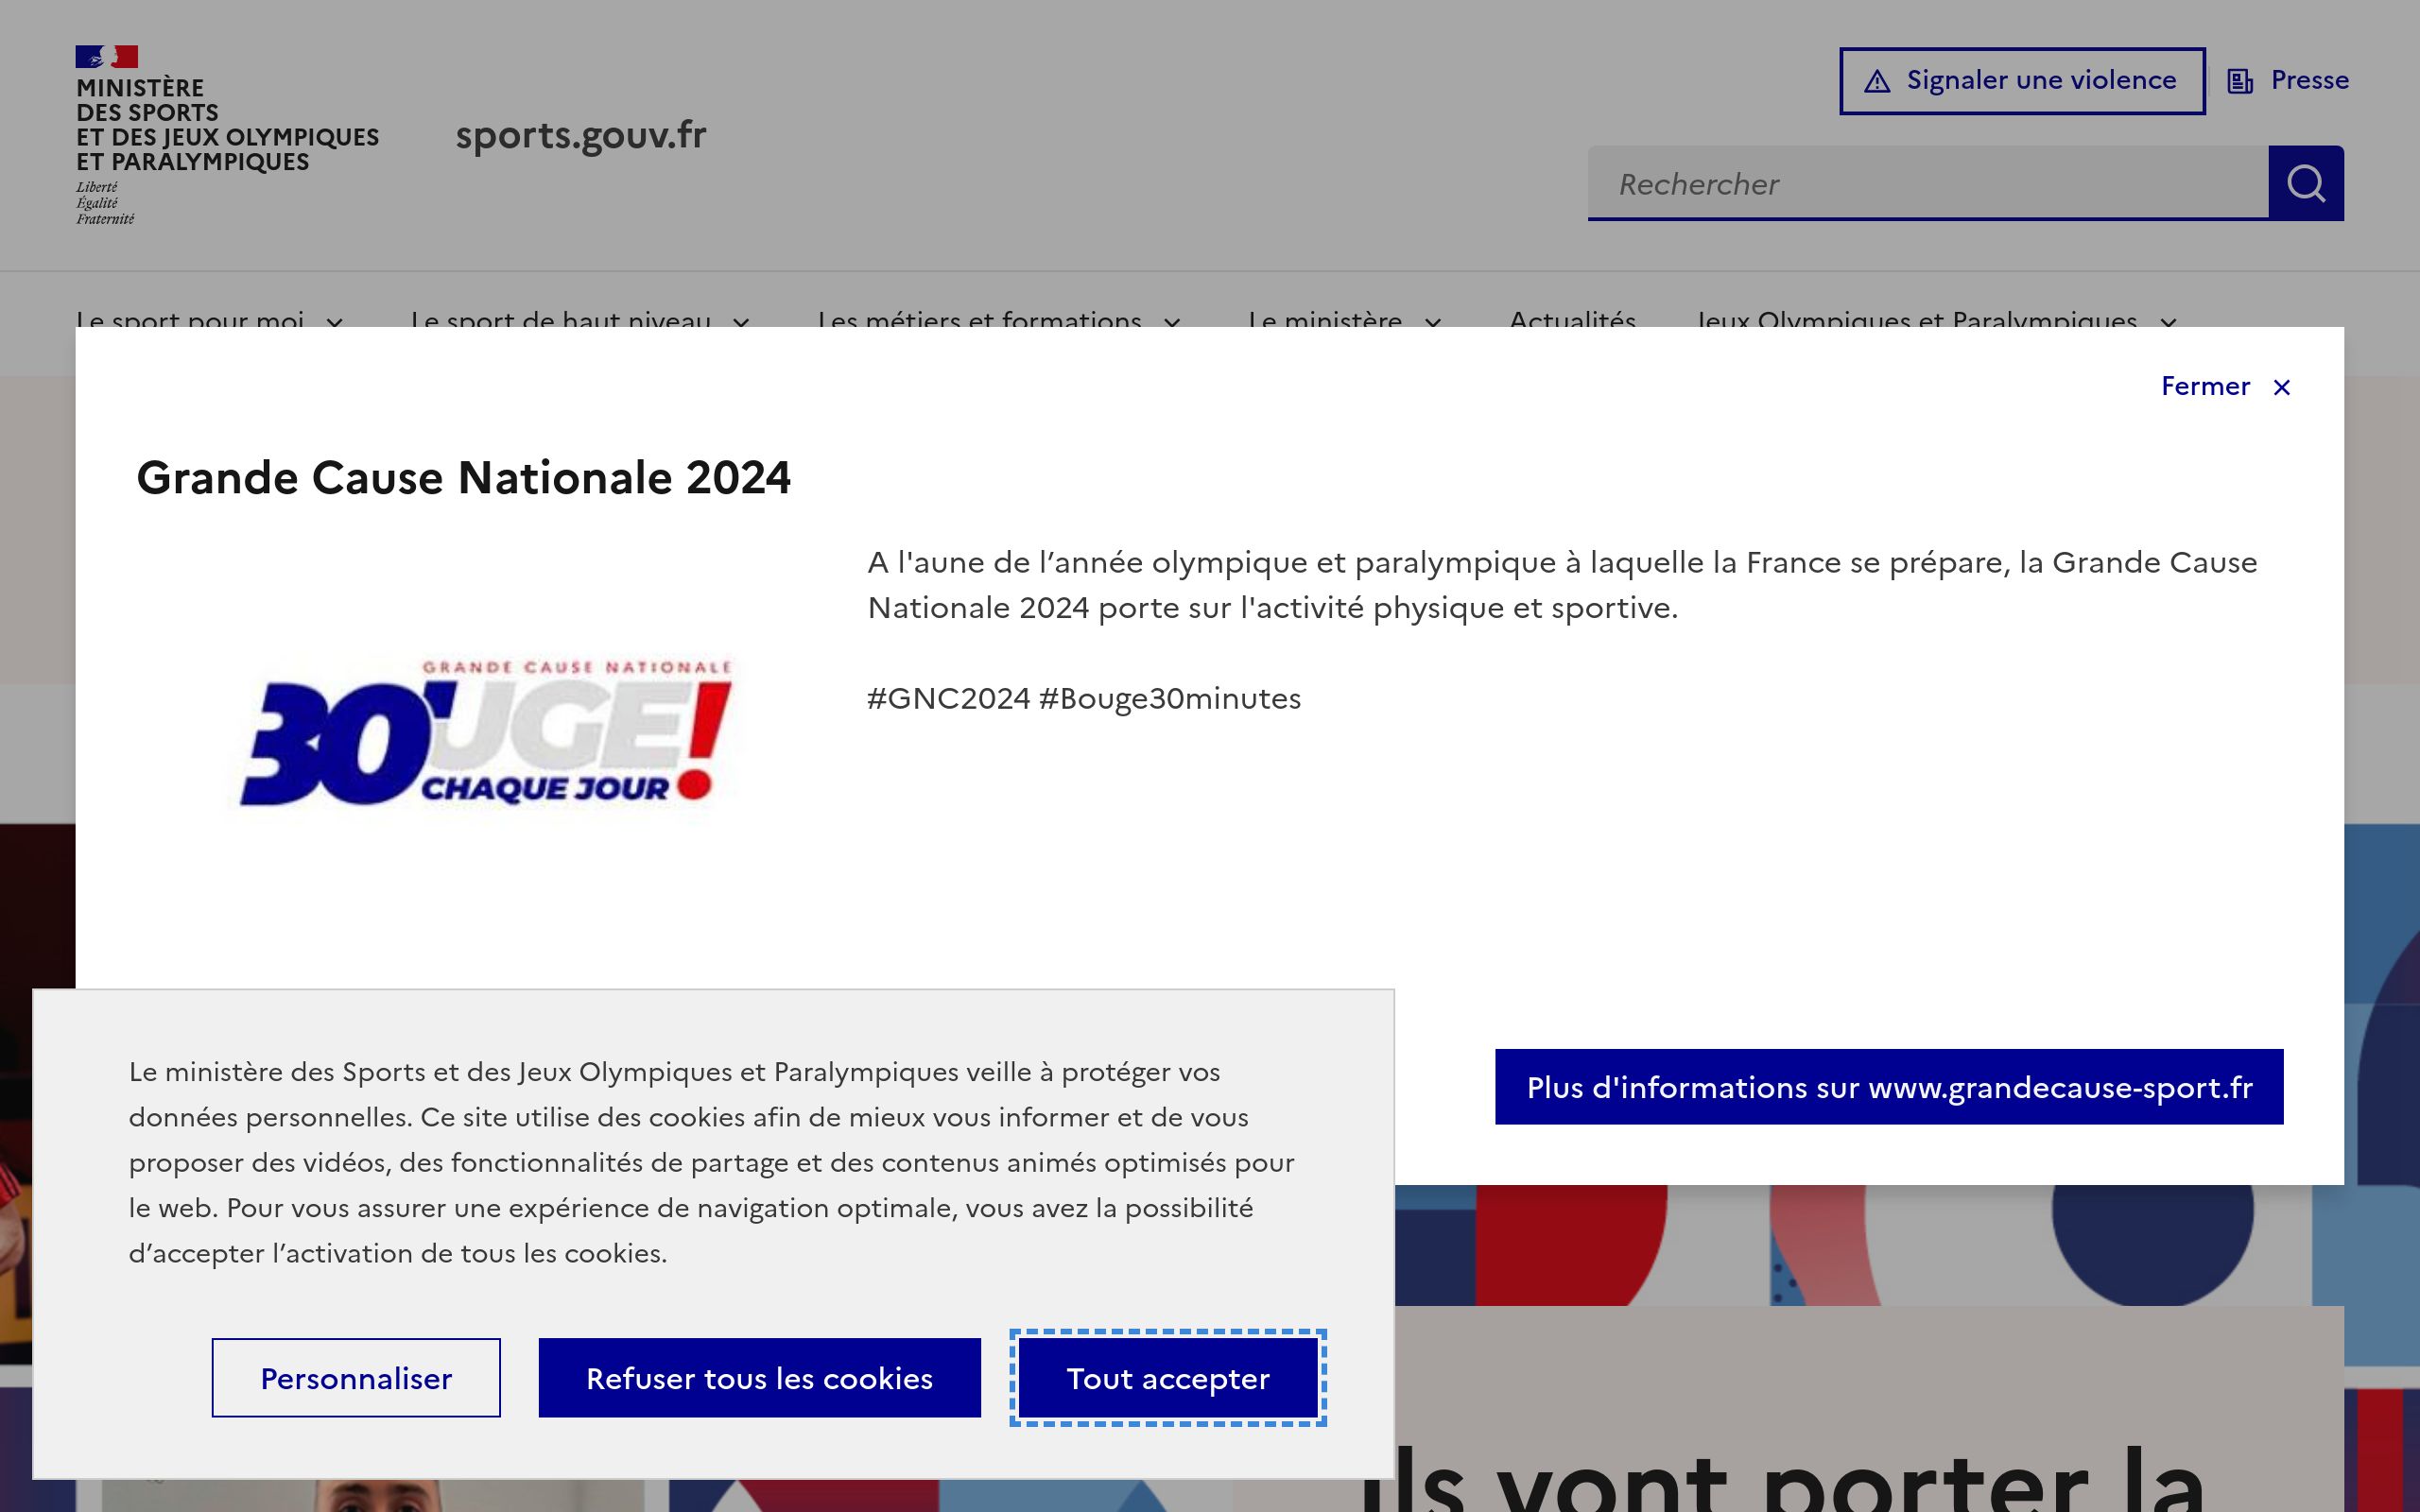 MINISTÈRE
DES SPORTS
ET DES JEUX OLYMPIQUES
ET PARALYMPIQUES
Liberté
Égalité
Fraternité
sports.gouv.fr
Signaler une violence
Presse
Rechercher
Le sport pour moi
Le sport de haut niveau
Les métiers et formations
Le ministère
Actualités
Jeux Olympiques et Paralympiques
Fermer
Grande Cause Nationale 2024
A l'aune de l’année olympique et paralympique à laquelle la France se prépare, la Grande Cause
Nationale 2024 porte sur l'activité physique et sportive.
#GNC2024 #Bouge30minutes
GRANDE CAUSE NATIONALE
30'UGE!
CHAQUE JOUR
Plus d'informations sur www.grandecause-sport.fr
Le ministère des Sports et des Jeux Olympiques et Paralympiques veille à protéger vos
données personnelles. Ce site utilise des cookies afin de mieux vous informer et de vous
proposer des vidéos, des fonctionnalités de partage et des contenus animés optimisés pour
le web. Pour vous assurer une expérience de navigation optimale, vous avez la possibilité
d’accepter l’activation de tous les cookies.
Personnaliser
Refuser tous les cookies
Tout accepter
ils vont porter la